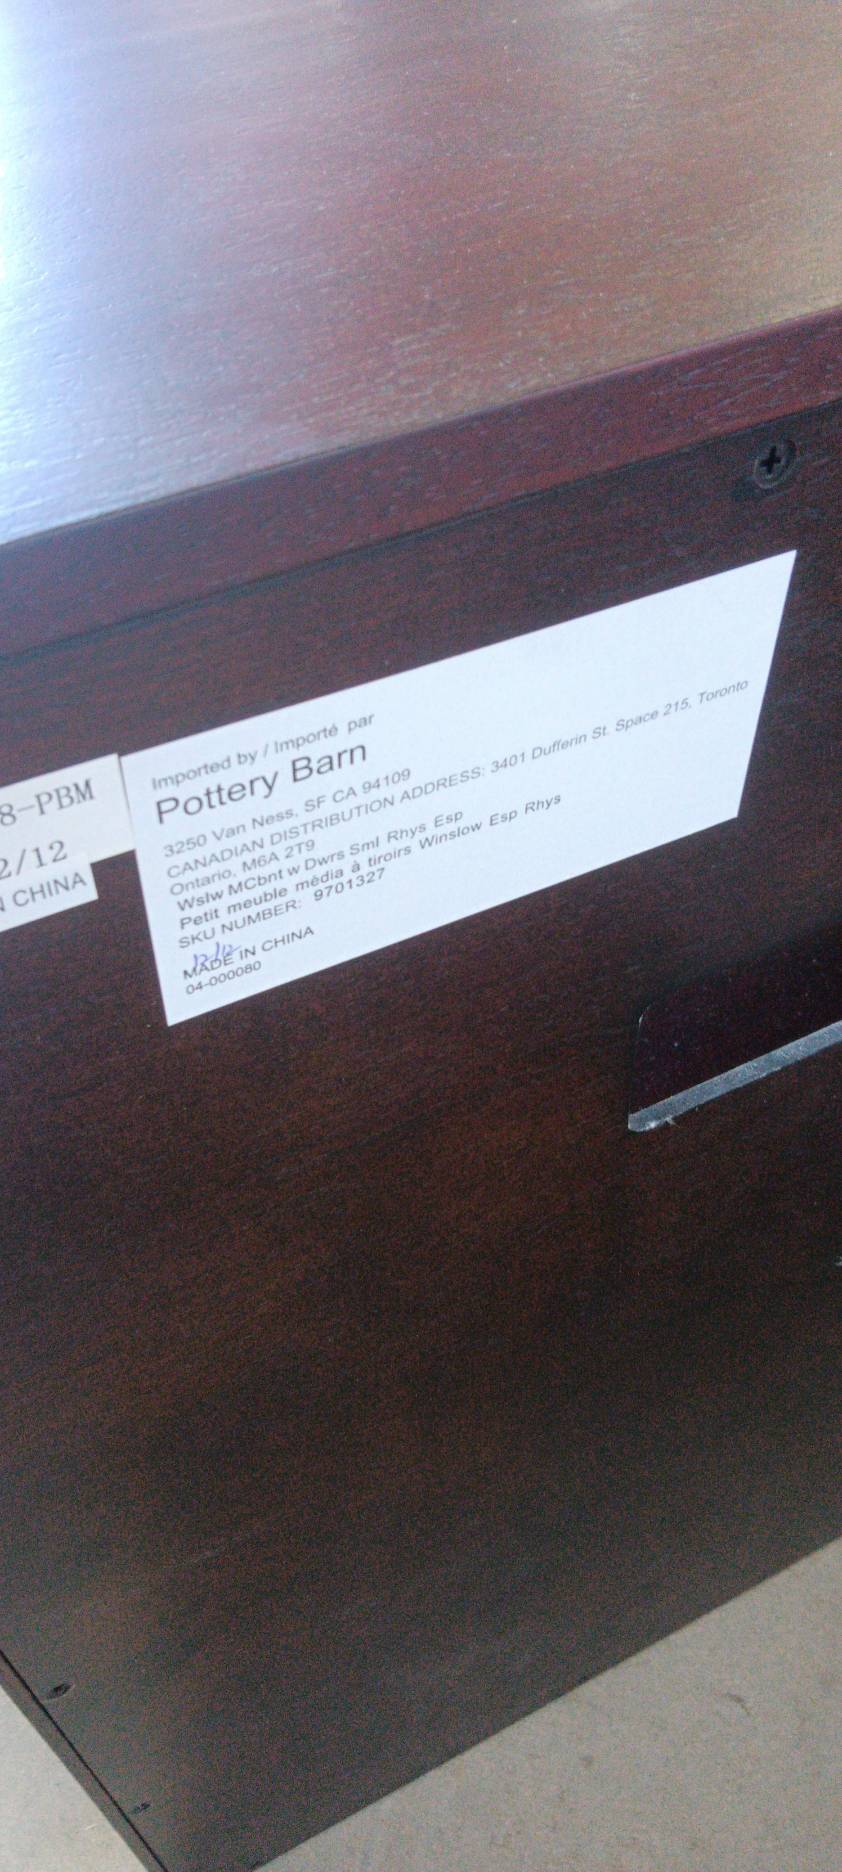 Imported by / Importé par
Pottery Barn
3250 Van Ness, SF CA 94109
CANADIAN DISTRIBUTION ADDRESS: 3401 Dufferin St. Space 215, Toronto
Ontario, M6A 2T9
Wslw MCbnt w Dwrs Sml Rhys Esp
Petit meuble média à tiroirs Winslow Esp Rhys
SKU NUMBER: 9701327
12/12
MADE IN CHINA
04-000080
8-PBM
2/12
N CHINA